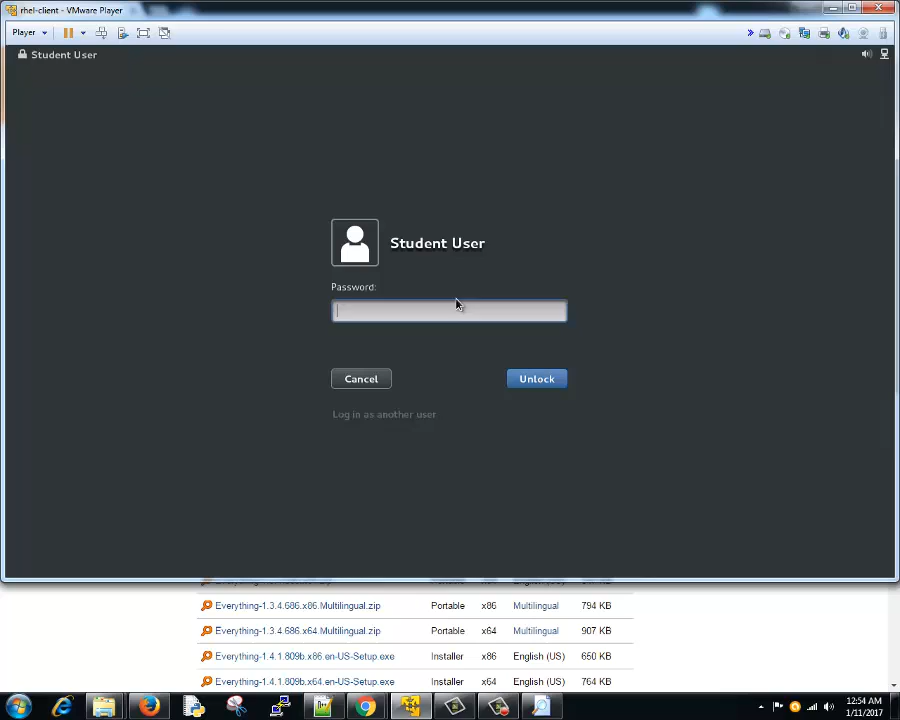 rhel-client - VMware Player
Player
Student User
Student User
Password:
Cancel
Unlock
Log in as another user
Everything-1.3.4.686.x86.Multilingual.zip Portable x86 Multilingual 794 KB
Everything-1.3.4.686.x64.Multilingual.zip Portable x64 Multilingual 907 KB
Everything-1.4.1.809b.x86.en-US-Setup.exe Installer x86 English (US) 650 KB
Everything-1.4.1.809b.x64.en-US-Setup.exe Installer x64 English (US) 764 KB
12:54 AM
1/11/2017